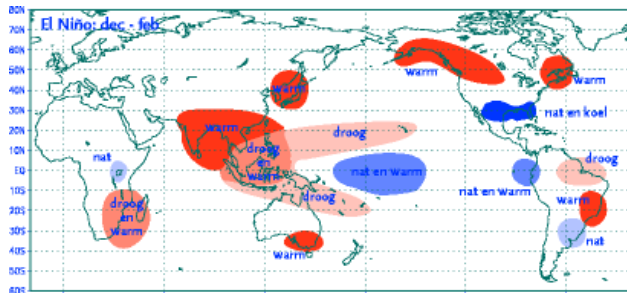 80N
70N
60N
50N
40N
30N
20N
10N
EQ
10S
20S
30S
40S
50S
60S
El Niño: dec - feb
warm
warm
warm
nat en koel
warm
droog
droog
en
warm
nat
nat en warm
nat en warm
droog
droog
droog
en
warm
warm
nat
warm